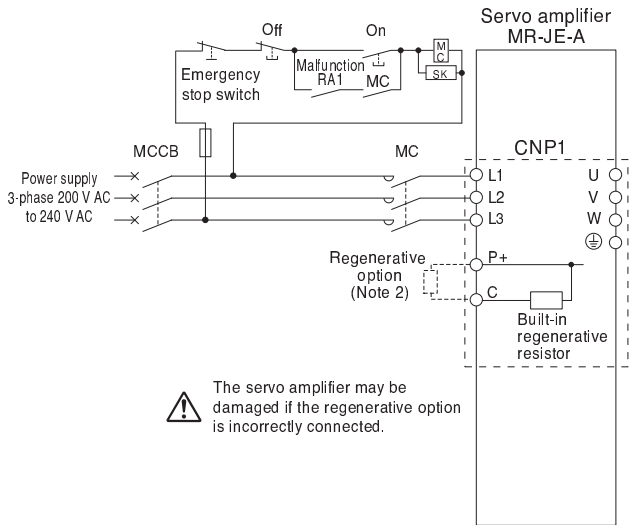 Servo amplifier
MR-JE-A
Off
On
Emergency
stop switch
Malfunction
RA1
MC
M
C
SK
CNP1
MCCB
MC
Power supply
3-phase 200 V AC
to 240 V AC
L1
L2
L3
U
V
W
Regenerative
option
(Note 2)
P+
C
Built-in
regenerative
resistor
The servo amplifier may be
damaged if the regenerative option
is incorrectly connected.